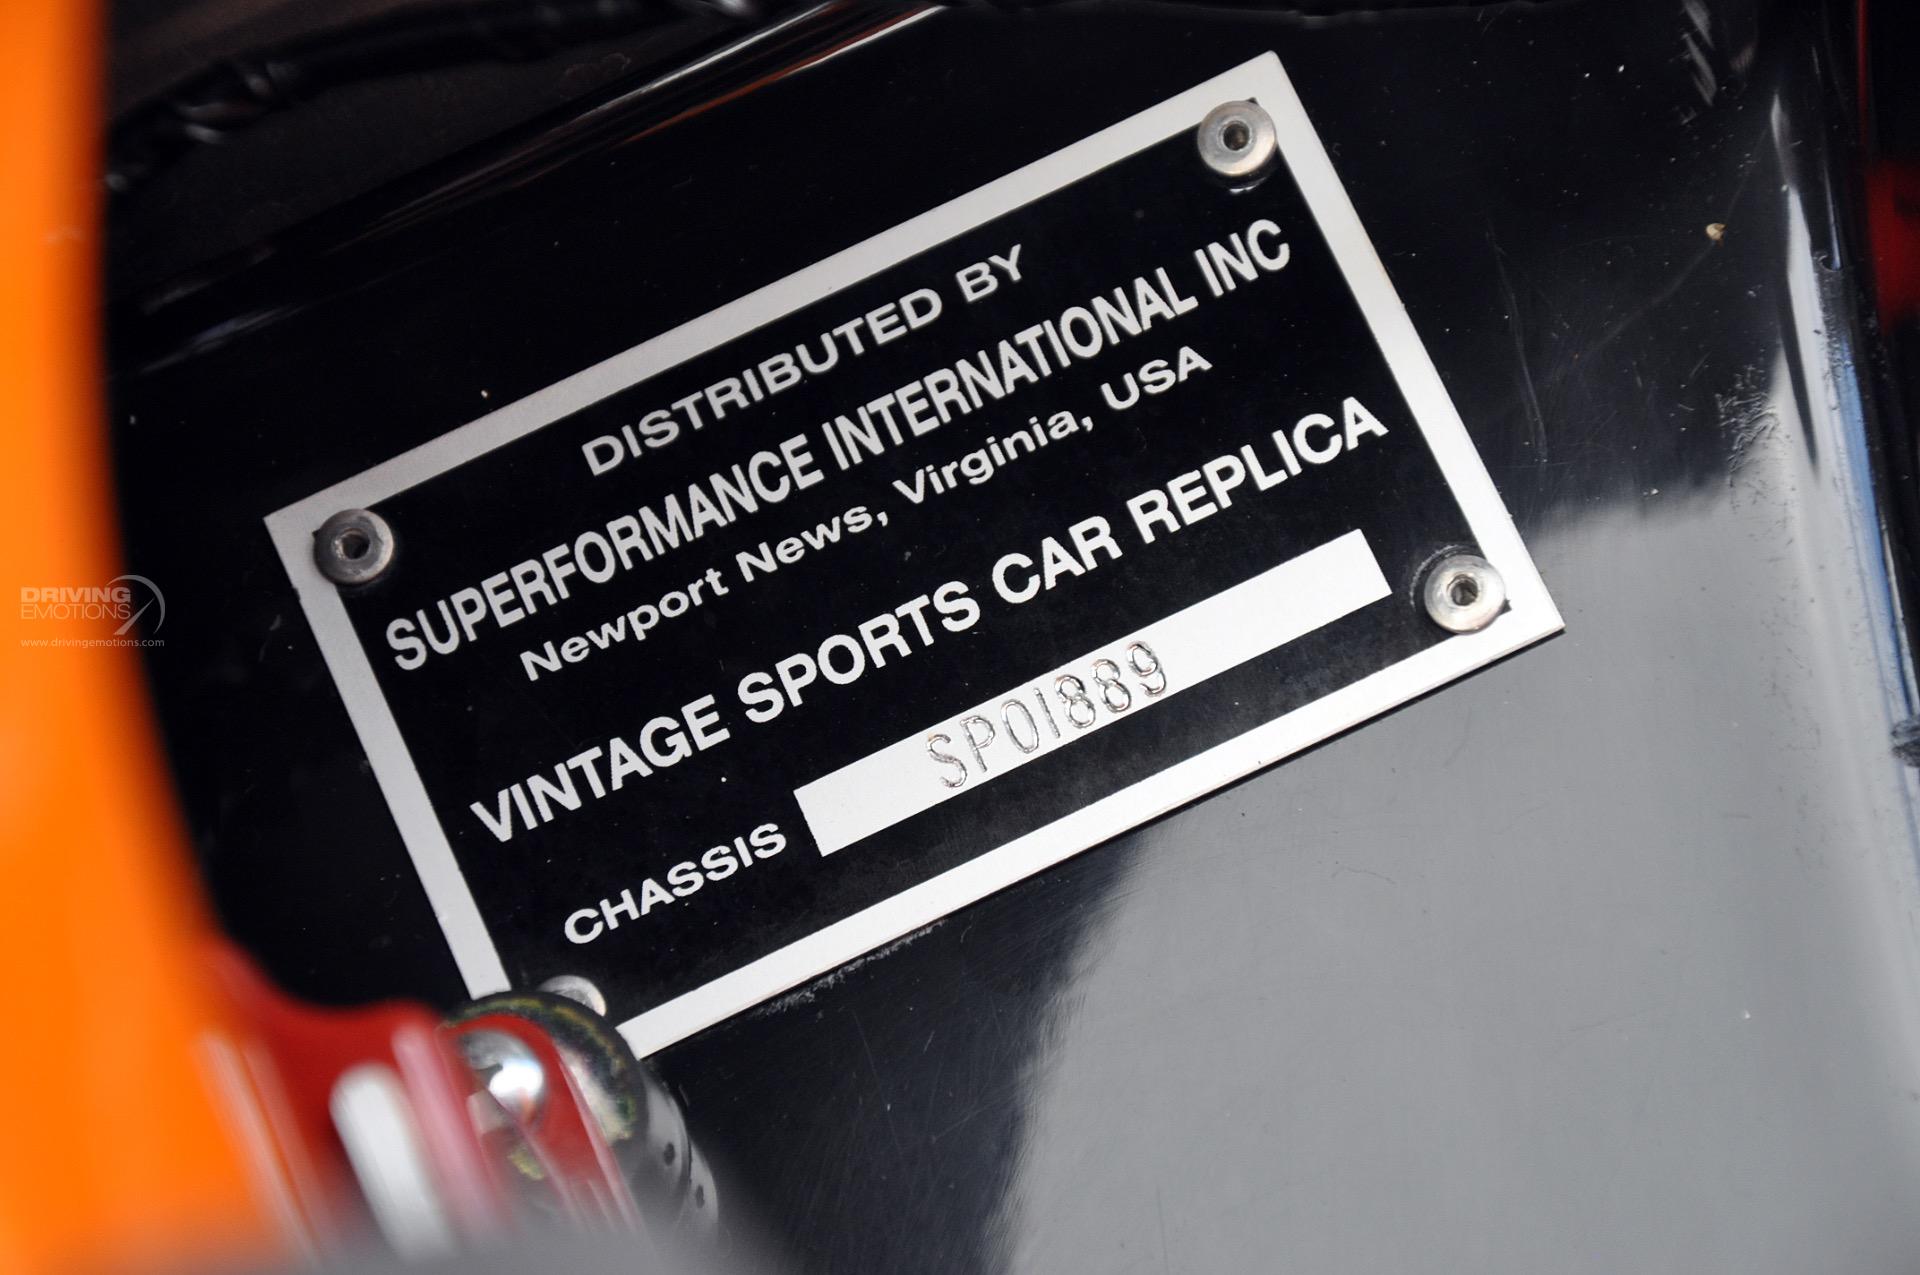 DISTRIBUTED BY
SUPERFORMANCE INTERNATIONAL INC
Newport News, Virginia, USA
VINTAGE SPORTS CAR REPLICA
CHASSIS SP01889
DRIVING
EMOTIONS
www.drivingemotions.com